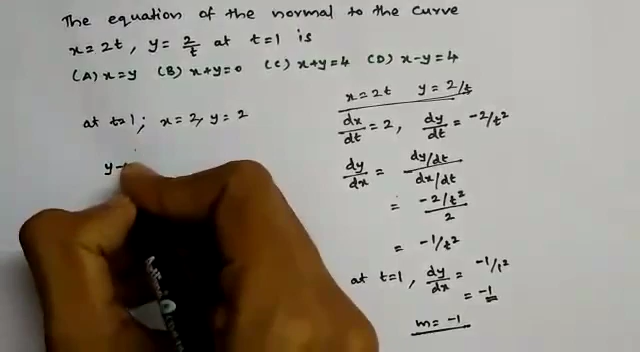 The equation of the normal to the curve
x = 2t , y = 2/t at t=1 is
(A) x=y (B) x+y=0 (C) x+y=4 (D) x-y=4
at t=1; x=2, y=2
y-
x=2t y=2/t
dx/dt = 2, dy/dt = -2/t²
dy/dx = dy/dt / dx/dt
= -2/t² / 2
= -1/t²
at t=1, dy/dx = -1/1²
= -1
m = -1